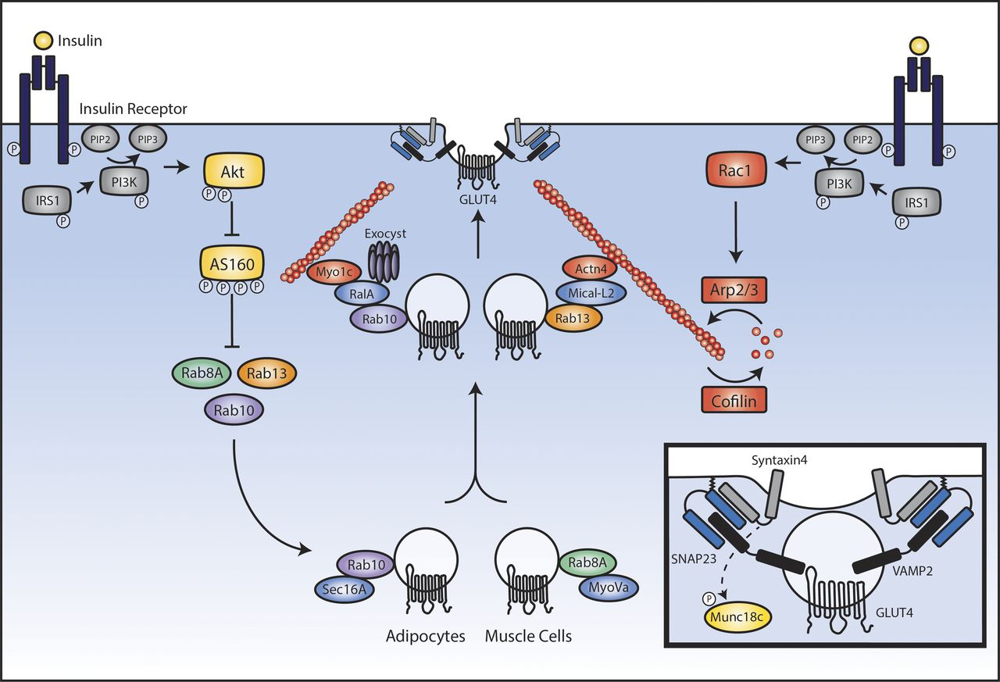 Insulin
Insulin Receptor
P
P
PIP2
PIP3
PI3K
P
IRS1
P
Akt
P
P
AS160
P
P
P
P
Rab8A
Rab13
Rab10
GLUT4
Exocyst
Myo1c
RalA
Rab10
Actn4
Mical-L2
Rab13
PIP3
PIP2
P
P
Rac1
PI3K
P
IRS1
P
Arp2/3
Cofilin
Rab10
Sec16A
Rab8A
MyoVa
Adipocytes
Muscle Cells
Syntaxin4
SNAP23
VAMP2
P
Munc18c
GLUT4